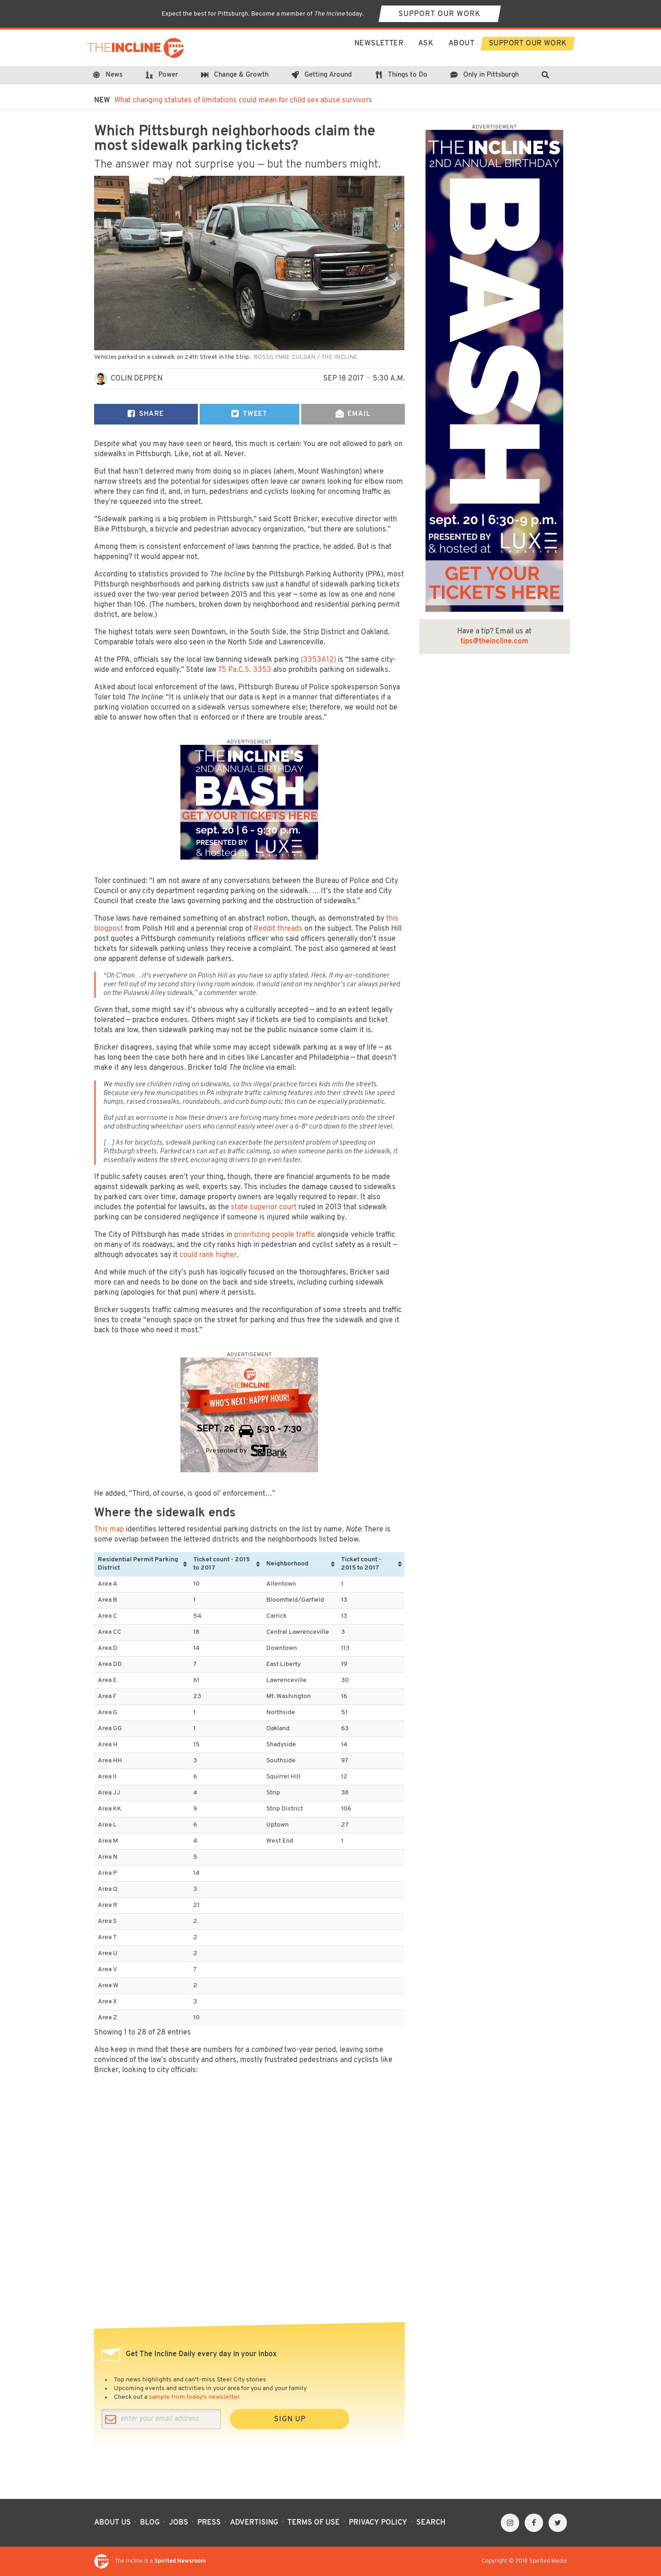 Expect the best for Pittsburgh. Become a member of The Incline today.
SUPPORT OUR WORK
THE INCLINE
NEWSLETTER ASK ABOUT SUPPORT OUR WORK
News Power Change & Growth Getting Around Things to Do Only in Pittsburgh
NEW What changing statutes of limitations could mean for child sex abuse survivors
Which Pittsburgh neighborhoods claim the
most sidewalk parking tickets?
The answer may not surprise you — but the numbers might.
GMC
Vehicles parked on a sidewalk on 24th Street in the Strip. ROSSILYNNE CULGAN / THE INCLINE
COLIN DEPPEN
SEP 18 2017 · 5:30 A.M.
SHARE
TWEET
EMAIL
Despite what you may have seen or heard, this much is certain: You are not allowed to park on
sidewalks in Pittsburgh. Like, not at all. Never.
But that hasn't deterred many from doing so in places (ahem, Mount Washington) where
narrow streets and the potential for sideswipes often leave car owners looking for elbow room
where they can find it, and, in turn, pedestrians and cyclists looking for oncoming traffic as
they're squeezed into the street.
"Sidewalk parking is a big problem in Pittsburgh," said Scott Bricker, executive director with
Bike Pittsburgh, a bicycle and pedestrian advocacy organization, "but there are solutions."
Among them is consistent enforcement of laws banning the practice, he added. But is that
happening? It would appear not.
According to statistics provided to The Incline by the Pittsburgh Parking Authority (PPA), most
Pittsburgh neighborhoods and parking districts saw just a handful of sidewalk parking tickets
issued over the two-year period between 2015 and this year — some as low as one and none
higher than 106. (The numbers, broken down by neighborhood and residential parking permit
district, are below.)
The highest totals were seen Downtown, in the South Side, the Strip District and Oakland.
Comparable totals were also seen in the North Side and Lawrenceville.
At the PPA, officials say the local law banning sidewalk parking (3353A12) is "the same city-
wide and enforced equally." State law 75 Pa.C.S. 3353 also prohibits parking on sidewalks.
Asked about local enforcement of the laws, Pittsburgh Bureau of Police spokesperson Sonya
Toler told The Incline: "It is unlikely that our data is kept in a manner that differentiates if a
parking violation occurred on a sidewalk versus somewhere else; therefore, we would not be
able to answer how often that is enforced or if there are trouble areas."
ADVERTISEMENT
THE INCLINE'S
2ND ANNUAL BIRTHDAY
BASH
GET YOUR TICKETS HERE
sept. 20 | 6 - 9:30 p.m.
PRESENTED BY
& hosted at LUXE
CREATIVE
Toler continued: "I am not aware of any conversations between the Bureau of Police and City
Council or any city department regarding parking on the sidewalk. … It's the state and City
Council that create the laws governing parking and the obstruction of sidewalks."
Those laws have remained something of an abstract notion, though, as demonstrated by this
blogpost from Polish Hill and a perennial crop of Reddit threads on the subject. The Polish Hill
post quotes a Pittsburgh community relations officer who said officers generally don't issue
tickets for sidewalk parking unless they receive a complaint. The post also garnered at least
one apparent defense of sidewalk parkers.
"Oh C'mon….it's everywhere on Polish Hill as you have so aptly stated. Heck. If my air-conditioner
ever fell out of my second story living room window, it would land on my neighbor's car always parked
on the Pulawski Alley sidewalk," a commenter wrote.
Given that, some might say it's obvious why a culturally accepted — and to an extent legally
tolerated — practice endures. Others might say if tickets are tied to complaints and ticket
totals are low, then sidewalk parking may not be the public nuisance some claim it is.
Bricker disagrees, saying that while some may accept sidewalk parking as a way of life — as
has long been the case both here and in cities like Lancaster and Philadelphia — that doesn't
make it any less dangerous. Bricker told The Incline via email:
We mostly see children riding on sidewalks, so this illegal practice forces kids into the streets.
Because very few municipalities in PA integrate traffic calming features into their streets like speed
humps, raised crosswalks, roundabouts, and curb bump outs; this can be especially problematic.
But just as worrisome is how these drivers are forcing many times more pedestrians onto the street
and obstructing wheelchair users who cannot easily wheel over a 6-8" curb down to the street level.
[…] As for bicyclists, sidewalk parking can exacerbate the persistent problem of speeding on
Pittsburgh streets. Parked cars can act as traffic calming, so when someone parks on the sidewalk, it
essentially widens the street, encouraging drivers to go even faster.
If public safety causes aren't your thing, though, there are financial arguments to be made
against sidewalk parking as well, experts say. This includes the damage caused to sidewalks
by parked cars over time, damage property owners are legally required to repair. It also
includes the potential for lawsuits, as the state superior court ruled in 2013 that sidewalk
parking can be considered negligence if someone is injured while walking by.
The City of Pittsburgh has made strides in prioritizing people traffic alongside vehicle traffic
on many of its roadways, and the city ranks high in pedestrian and cyclist safety as a result —
although advocates say it could rank higher.
And while much of the city's push has logically focused on the thoroughfares, Bricker said
more can and needs to be done on the back and side streets, including curbing sidewalk
parking (apologies for that pun) where it persists.
Bricker suggests traffic calming measures and the reconfiguration of some streets and traffic
lines to create "enough space on the street for parking and thus free the sidewalk and give it
back to those who need it most."
ADVERTISEMENT
THE INCLINE
WHO'S NEXT: HAPPY HOUR!
SEPT. 26 5:30 - 7:30
Presented by S&T Bank
He added, "Third, of course, is good ol' enforcement…"
Where the sidewalk ends
This map identifies lettered residential parking districts on the list by name. Note: There is
some overlap between the lettered districts and the neighborhoods listed.
Residential Permit Parking District Ticket count - 2015 to 2017 Neighborhood Ticket count - 2015 to 2017
Area A 10 Allentown 1
Area B 1 Bloomfield/Garfield 13
Area C 54 Carrick 13
Area CC 18 Central Lawrenceville 3
Area D 14 Downtown 113
Area DD 7 East Liberty 19
Area E 61 Lawrenceville 30
Area F 23 Mt. Washington 16
Area G 1 Northside 51
Area GG 1 Oakland 63
Area H 15 Shadyside 14
Area HH 3 Southside 97
Area II 6 Squirrel Hill 12
Area JJ 4 Strip 38
Area KK 9 Strip District 106
Area L 6 Uptown 27
Area M 4 West End 1
Area N 5
Area P 14
Area Q 3
Area R 21
Area S 2
Area T 2
Area U 2
Area V 7
Area W 2
Area X 3
Area Z 10
Showing 1 to 28 of 28 entries
Also keep in mind that these are numbers for a combined two-year period, leaving some
convinced of the law's obscurity and others, mostly frustrated pedestrians and cyclists like
Bricker, looking to city officials:
ADVERTISEMENT
THE INCLINE'S
2ND ANNUAL BIRTHDAY
BASH
sept. 20 | 6:30-9 p.m.
PRESENTED BY
& hosted at LUXE
CREATIVE
GET YOUR
TICKETS HERE
Have a tip? Email us at
tips@theincline.com
Get The Incline Daily every day in your inbox
• Top news highlights and can't-miss Steel City stories
• Upcoming events and activities in your area for you and your family
• Check out a sample from today's newsletter
enter your email address
SIGN UP
ABOUT US · BLOG · JOBS · PRESS · ADVERTISING · TERMS OF USE · PRIVACY POLICY · SEARCH
The Incline is a Spirited Newsroom
Copyright © 2018 Spirited Media